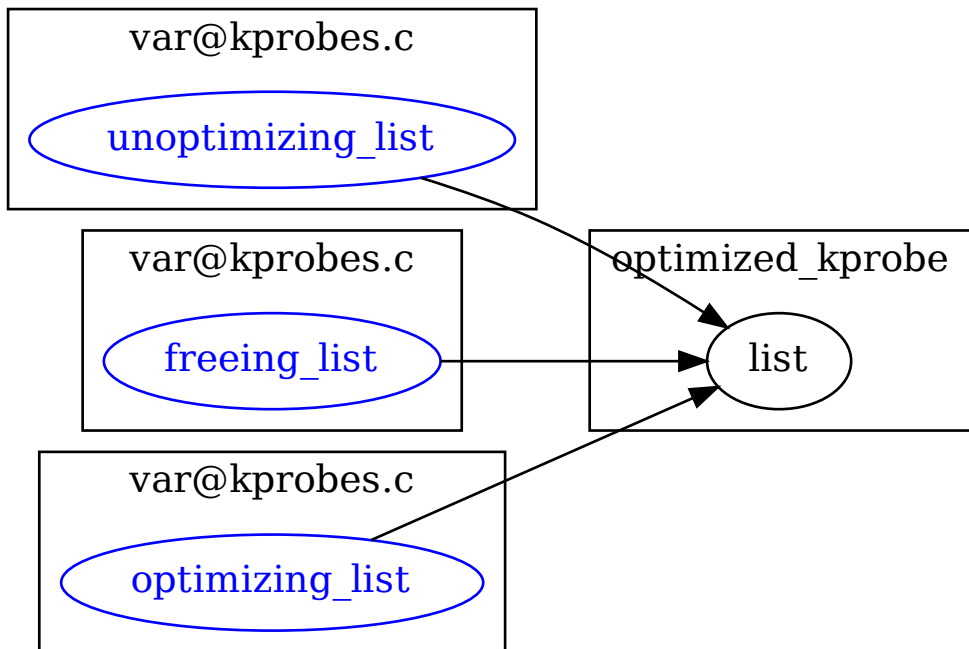 var@kprobes.c
unoptimizing_list
var@kprobes.c
freeing_list
optimized_kprobe
list
var@kprobes.c
optimizing_list